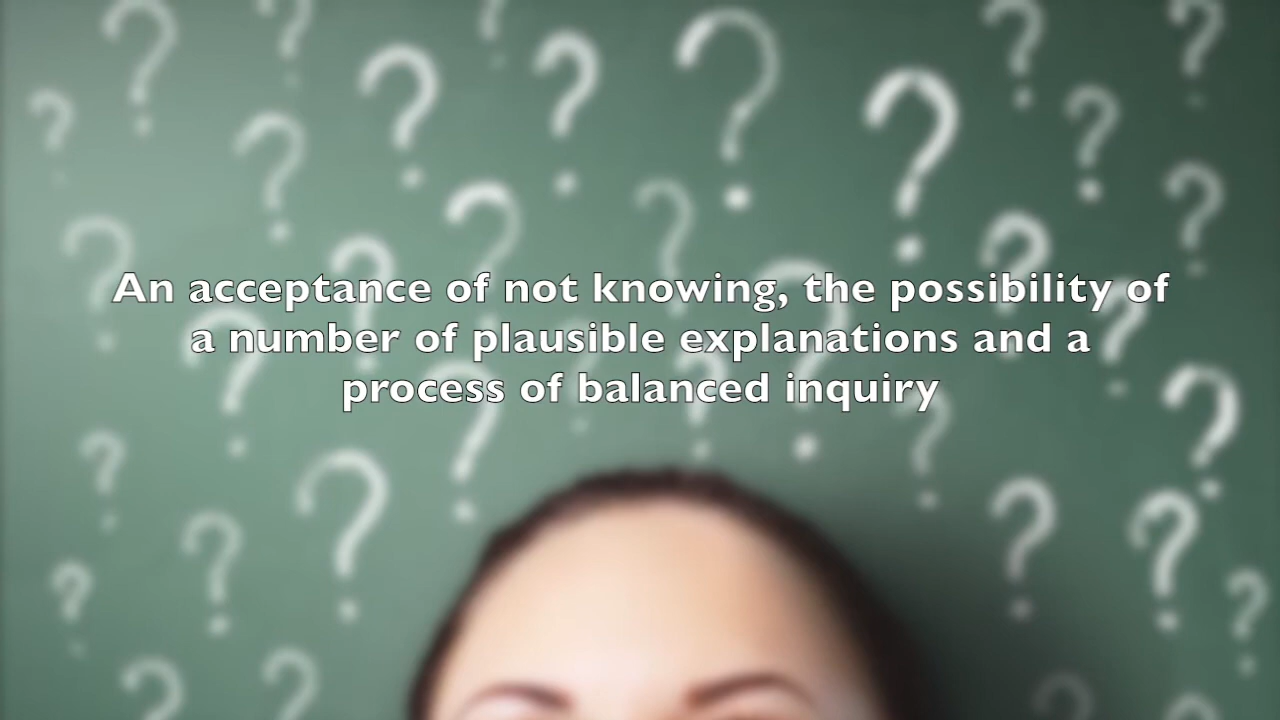 An acceptance of not knowing, the possibility of
a number of plausible explanations and a
process of balanced inquiry